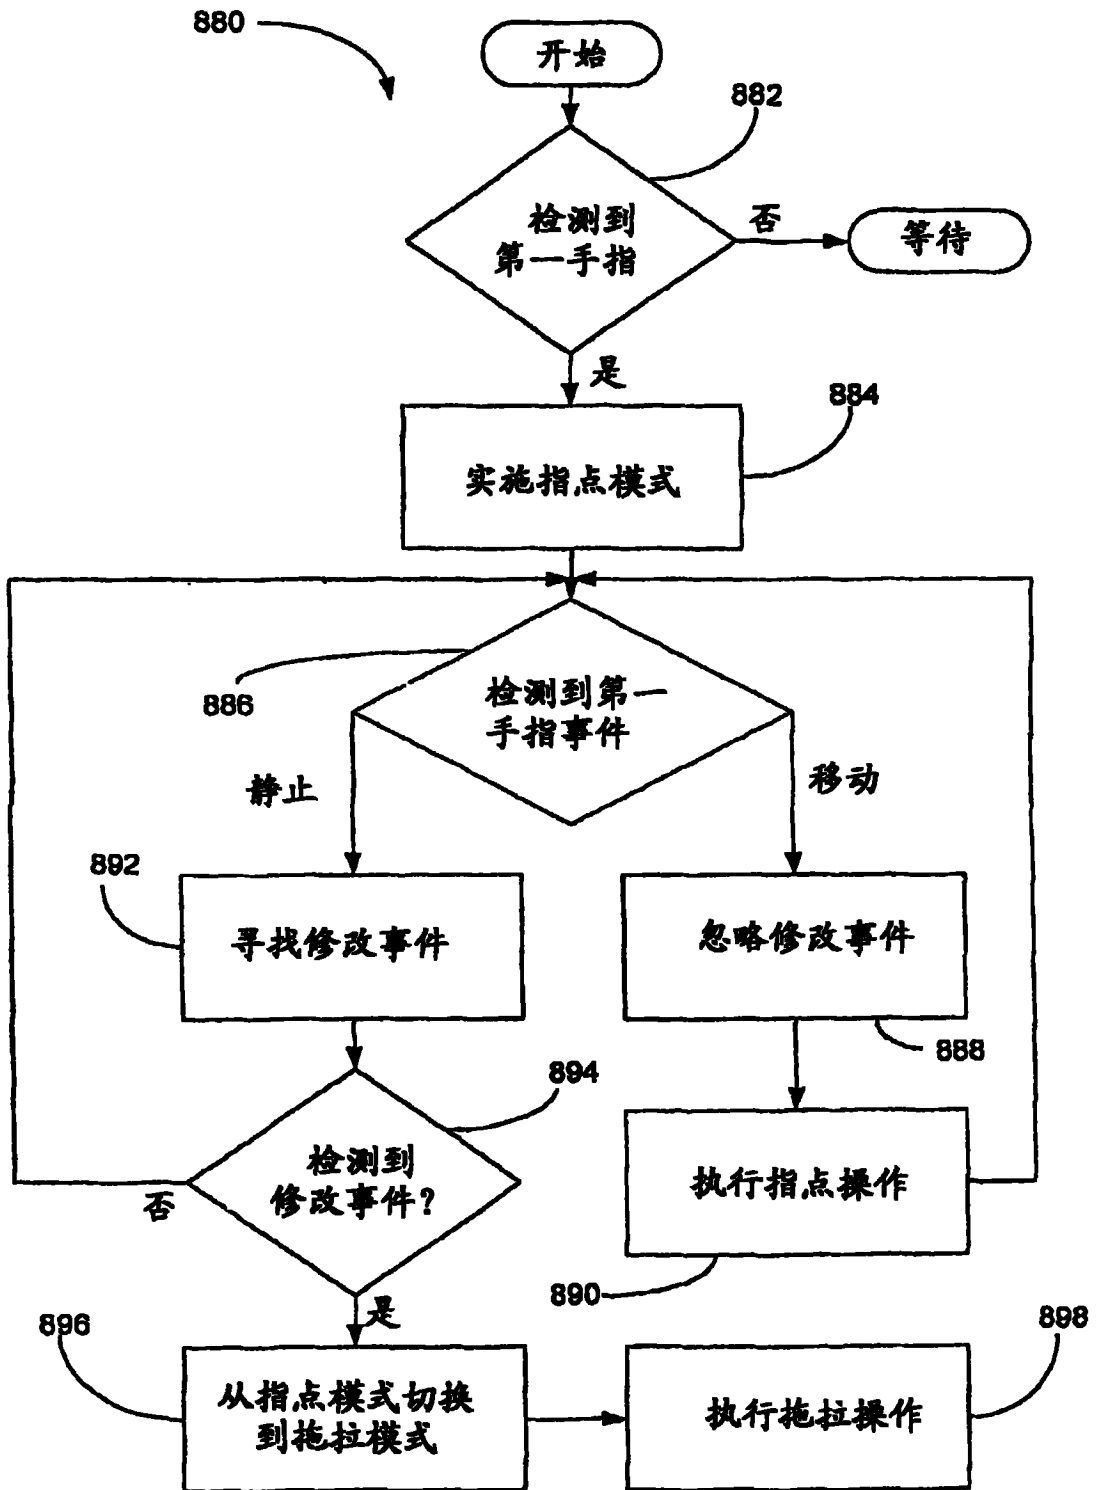 880
开始
882
检测到
第一手指
否
等待
是
884
实施指点模式
886
检测到第一
手指事件
静止
移动
892
寻找修改事件
忽略修改事件
888
894
检测到
修改事件?
否
执行指点操作
890
是
896
从指点模式切换
到拖拉模式
执行拖拉操作
898